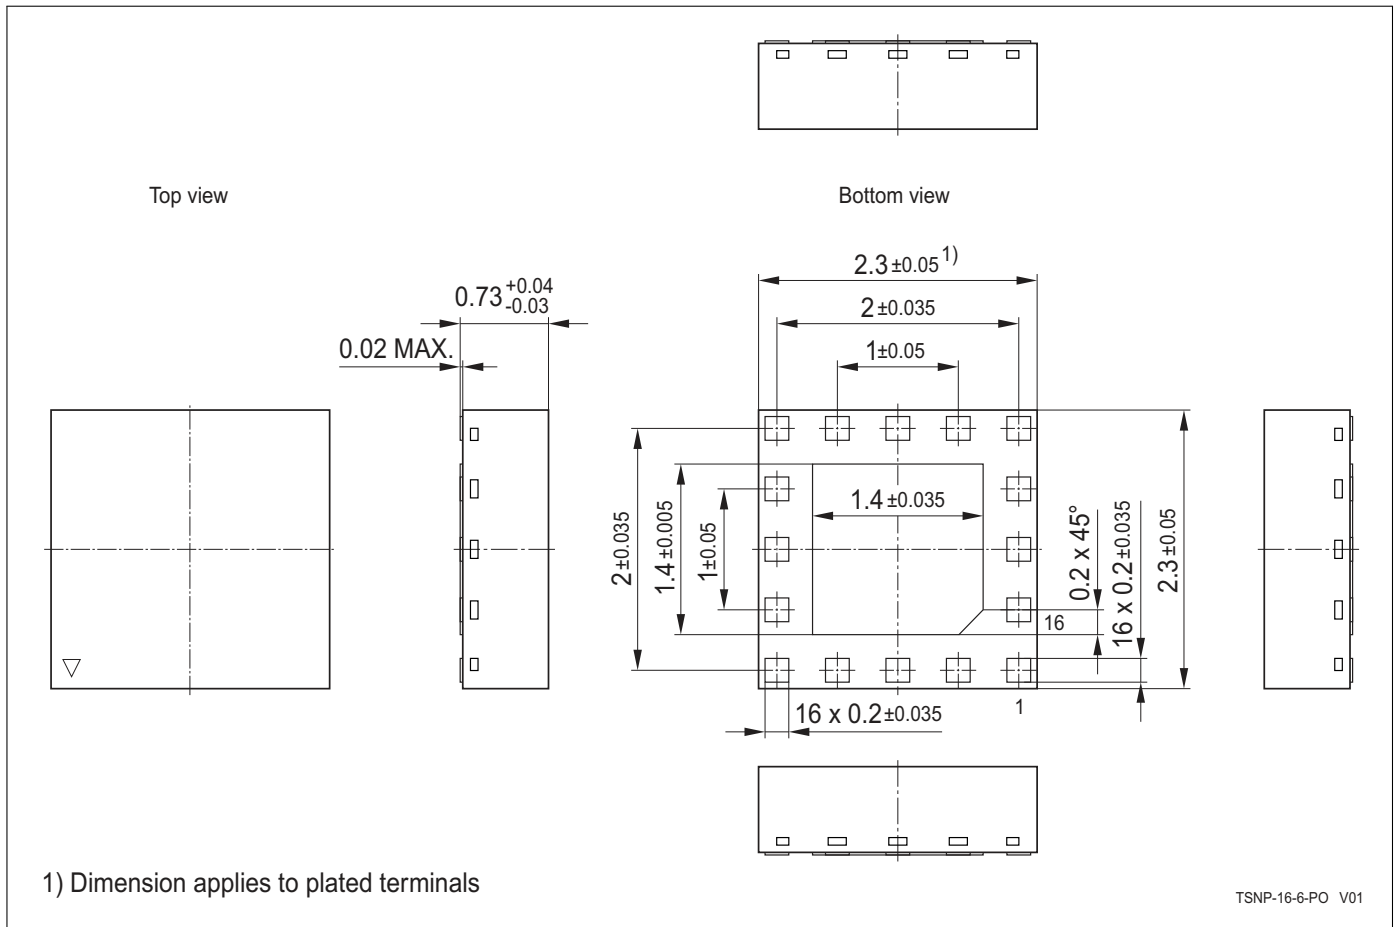 Top view
Bottom view
2.3 ±0.05 1)
0.73 +0.04 -0.03
2 ±0.035
0.02 MAX.
1±0.05
2±0.035
1.4 ±0.005
1±0.05
1.4 ±0.035
0.2 x 45°
16 x 0.2±0.035
2.3 ±0.05
16
16 x 0.2±0.035
1
1) Dimension applies to plated terminals
TSNP-16-6-PO V01